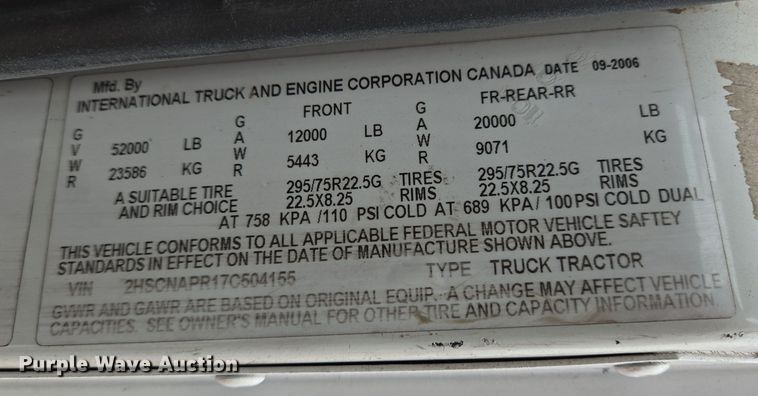 Mfd. By
INTERNATIONAL TRUCK AND ENGINE CORPORATION CANADA DATE 09-2006
FRONT FR-REAR-RR
GVWR 52000 LB GAWR 12000 LB GAWR 20000 LB
23586 KG 5443 KG 9071 KG
A SUITABLE TIRE 295/75R22.5G TIRES 295/75R22.5G TIRES
AND RIM CHOICE 22.5X8.25 RIMS 22.5X8.25 RIMS
AT 758 KPA /110 PSI COLD AT 689 KPA / 100 PSI COLD DUAL
THIS VEHICLE CONFORMS TO ALL APPLICABLE FEDERAL MOTOR VEHICLE SAFTEY
STANDARDS IN EFFECT ON THE DATE OF MANUFACTURE SHOWN ABOVE.
VIN 2HSCNAPR17C504155 TYPE TRUCK TRACTOR
GVWR AND GAWR ARE BASED ON ORIGINAL EQUIP. A CHANGE MAY AFFECT VEHICLE
CAPACITIES. SEE OWNER'S MANUAL FOR OTHER TIRE AND CAPACITY INFORMATION.
Purple Wave Auction